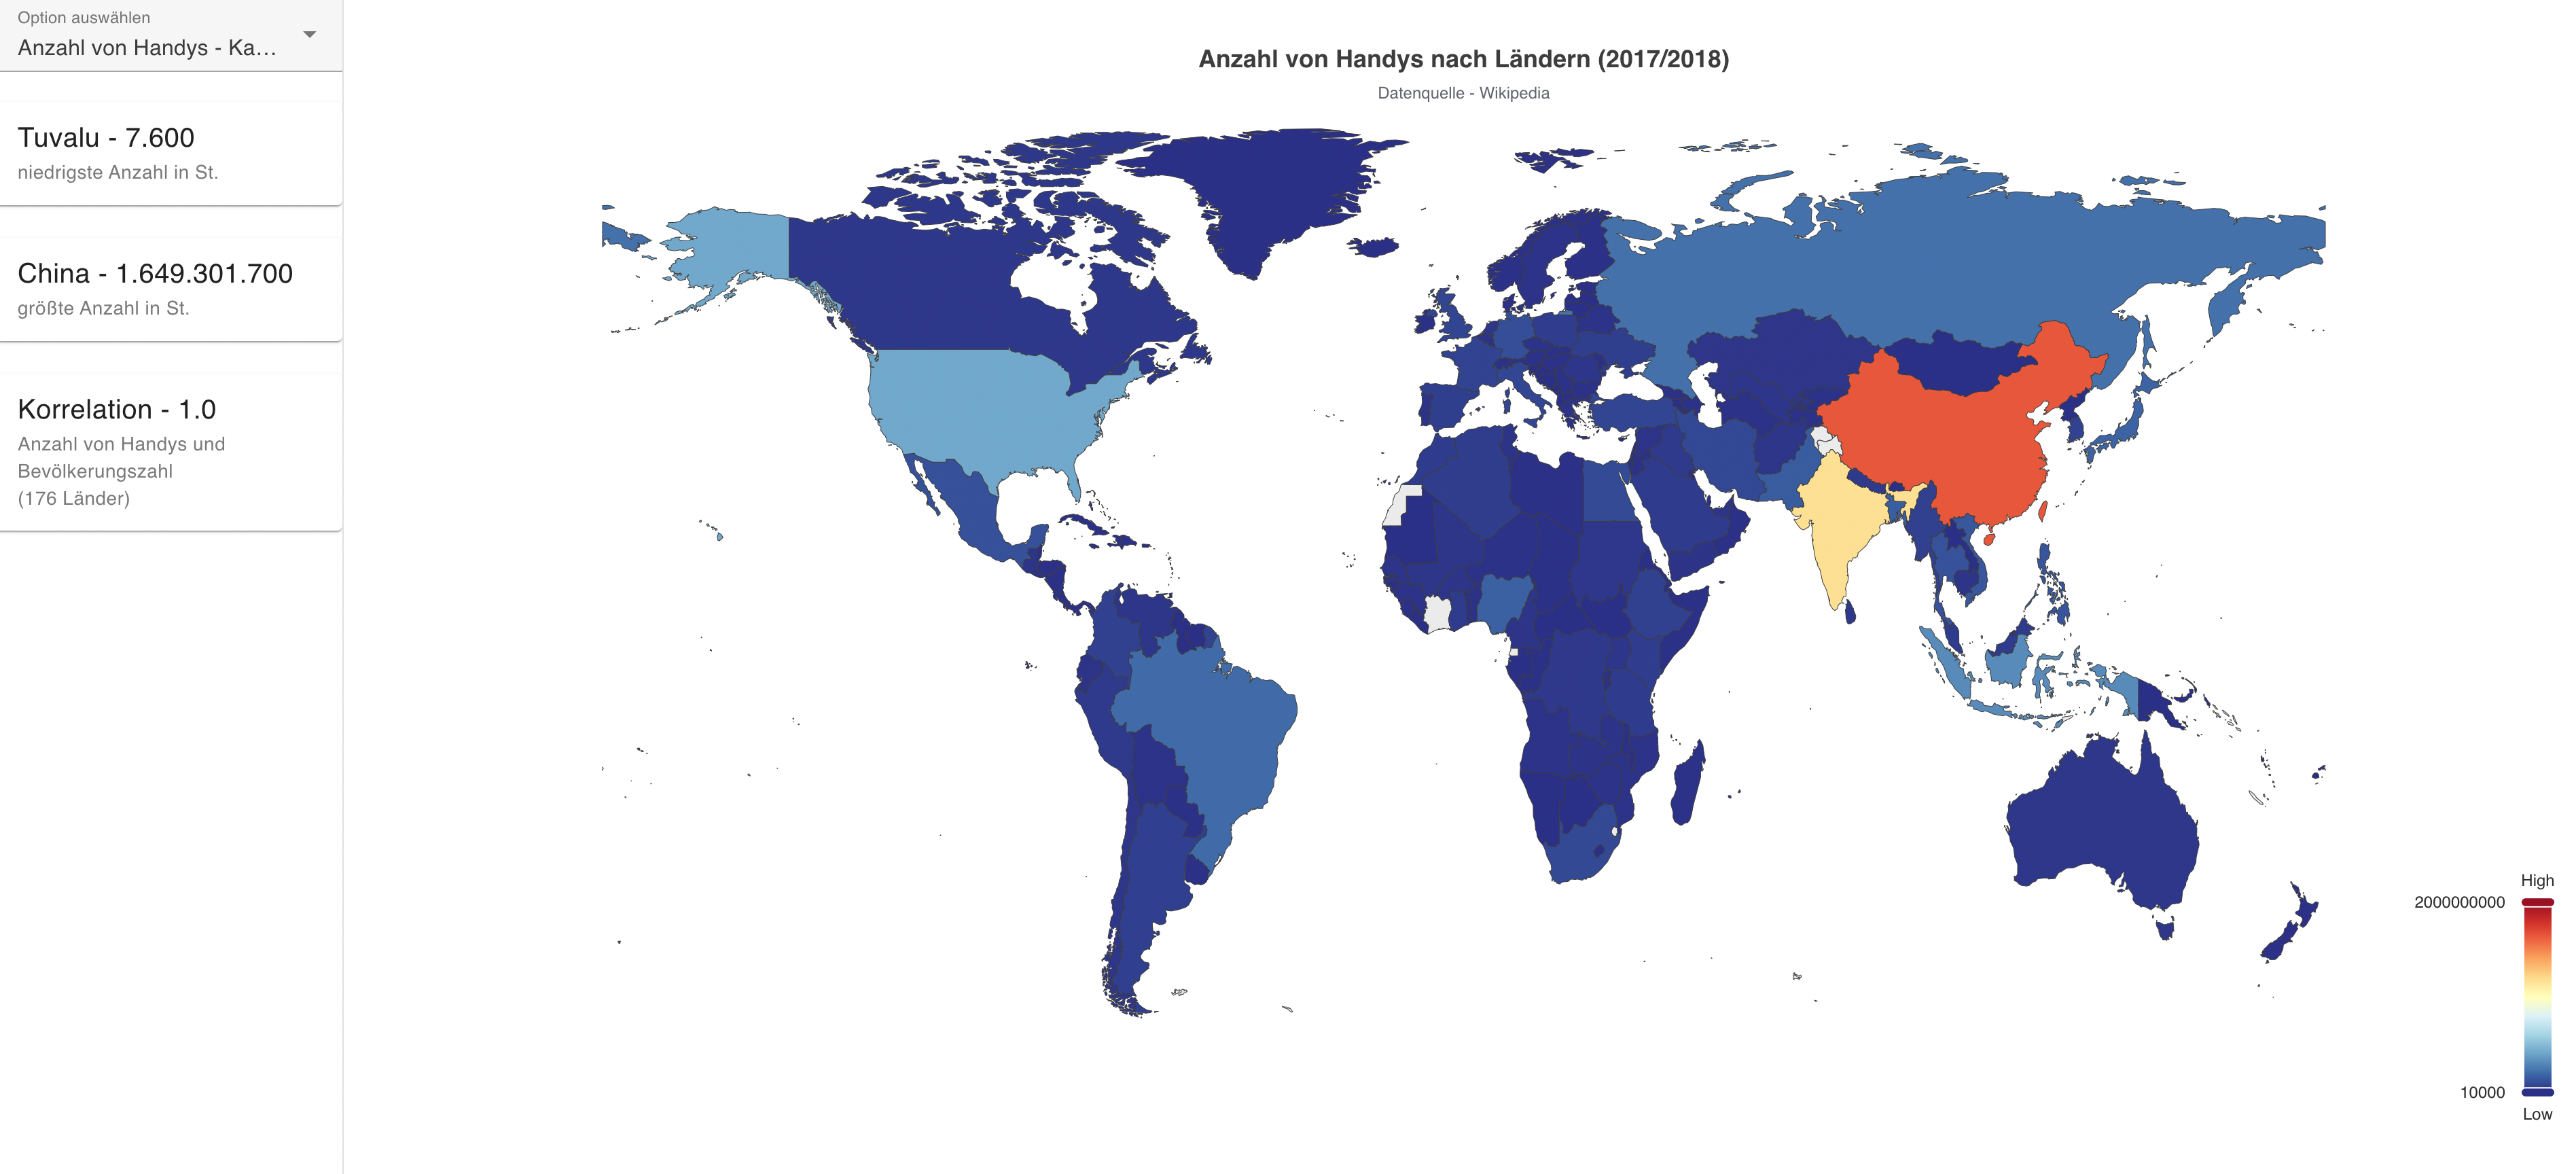 Option auswählen
Anzahl von Handys - Ka...
Tuvalu - 7.600
niedrigste Anzahl in St.
China - 1.649.301.700
größte Anzahl in St.
Korrelation - 1.0
Anzahl von Handys und
Bevölkerungszahl
(176 Länder)
Anzahl von Handys nach Ländern (2017/2018)
Datenquelle - Wikipedia
High
2000000000
10000
Low